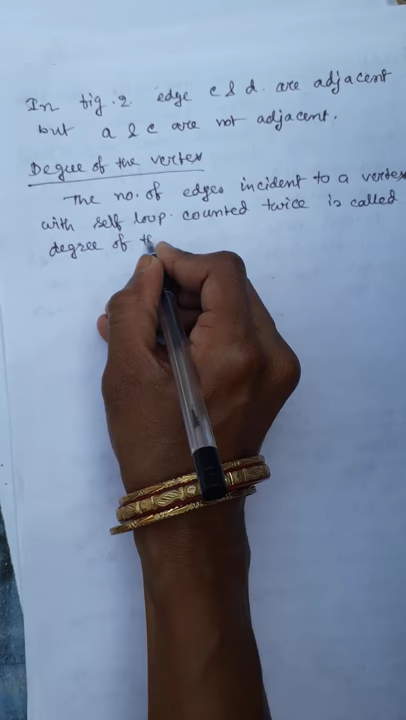 In fig. 2. edge c & d. are adjacent
but a & c are not adjacent.
Degree of the vertex
The no. of edges incident to a vertex
with self loop. counted twice is called
degree of t